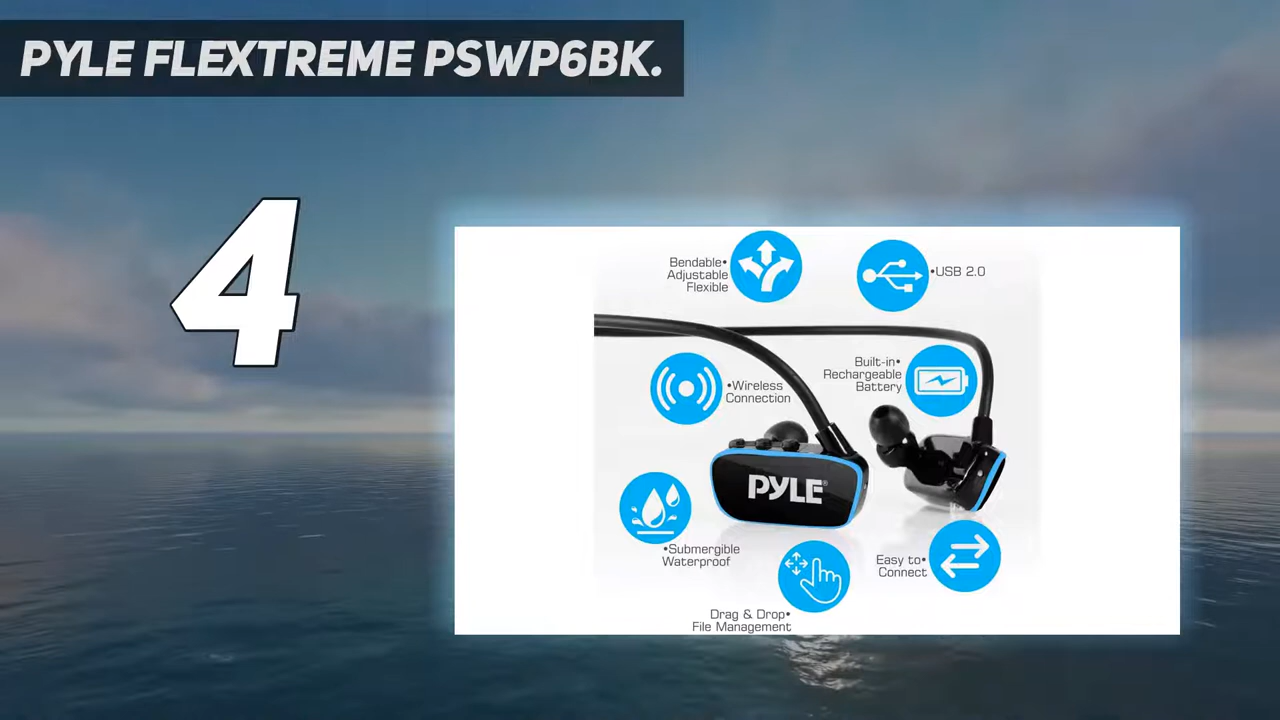 PYLE FLEXTREME PSWP6BK.
4
Bendable•
Adjustable
Flexible
•USB 2.0
•Wireless
Connection
Built-in•
Rechargeable
Battery
PYLE®
•Submergible
Waterproof
Easy to•
Connect
Drag & Drop•
File Management